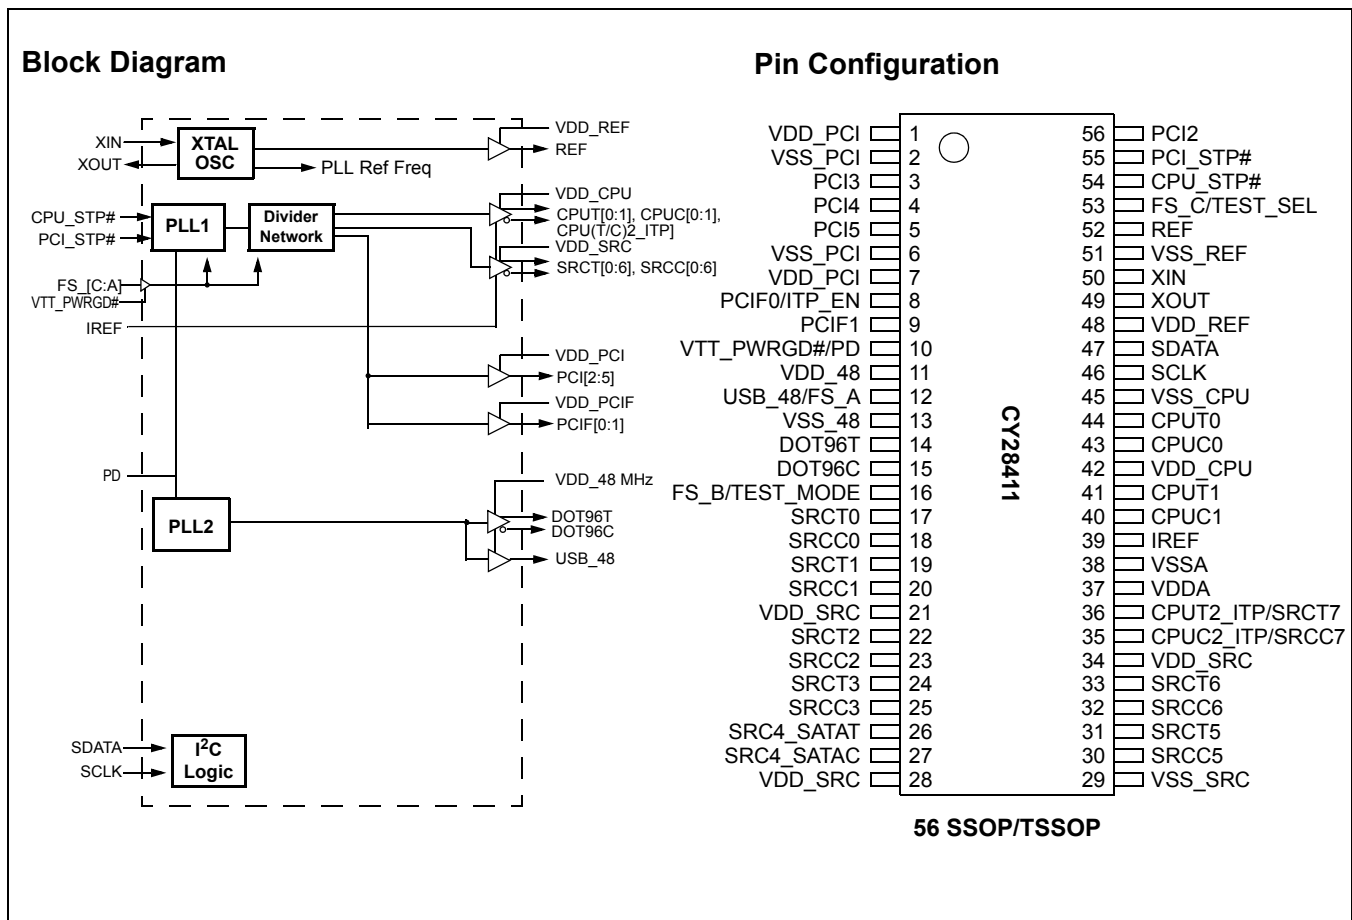 Block Diagram
XIN
XOUT
XTAL
OSC
VDD_REF
REF
PLL Ref Freq
CPU_STP#
PCI_STP#
PLL1
Divider
Network
VDD_CPU
CPUT[0:1], CPUC[0:1],
CPU(T/C)2_ITP]
VDD_SRC
SRCT[0:6], SRCC[0:6]
FS_[C:A]
VTT_PWRGD#
IREF
VDD_PCI
PCI[2:5]
VDD_PCIF
PCIF[0:1]
PD
VDD_48 MHz
PLL2
DOT96T
DOT96C
USB_48
SDATA
SCLK
I2C
Logic
Pin Configuration
VDD_PCI 1
VSS_PCI 2
PCI3 3
PCI4 4
PCI5 5
VSS_PCI 6
VDD_PCI 7
PCIF0/ITP_EN 8
PCIF1 9
VTT_PWRGD#/PD 10
VDD_48 11
USB_48/FS_A 12
VSS_48 13
DOT96T 14
DOT96C 15
FS_B/TEST_MODE 16
SRCT0 17
SRCC0 18
SRCT1 19
SRCC1 20
VDD_SRC 21
SRCT2 22
SRCC2 23
SRCT3 24
SRCC3 25
SRC4_SATAT 26
SRC4_SATAC 27
VDD_SRC 28
CY28411
56 PCI2
55 PCI_STP#
54 CPU_STP#
53 FS_C/TEST_SEL
52 REF
51 VSS_REF
50 XIN
49 XOUT
48 VDD_REF
47 SDATA
46 SCLK
45 VSS_CPU
44 CPUT0
43 CPUC0
42 VDD_CPU
41 CPUT1
40 CPUC1
39 IREF
38 VSSA
37 VDDA
36 CPUT2_ITP/SRCT7
35 CPUC2_ITP/SRCC7
34 VDD_SRC
33 SRCT6
32 SRCC6
31 SRCT5
30 SRCC5
29 VSS_SRC
56 SSOP/TSSOP